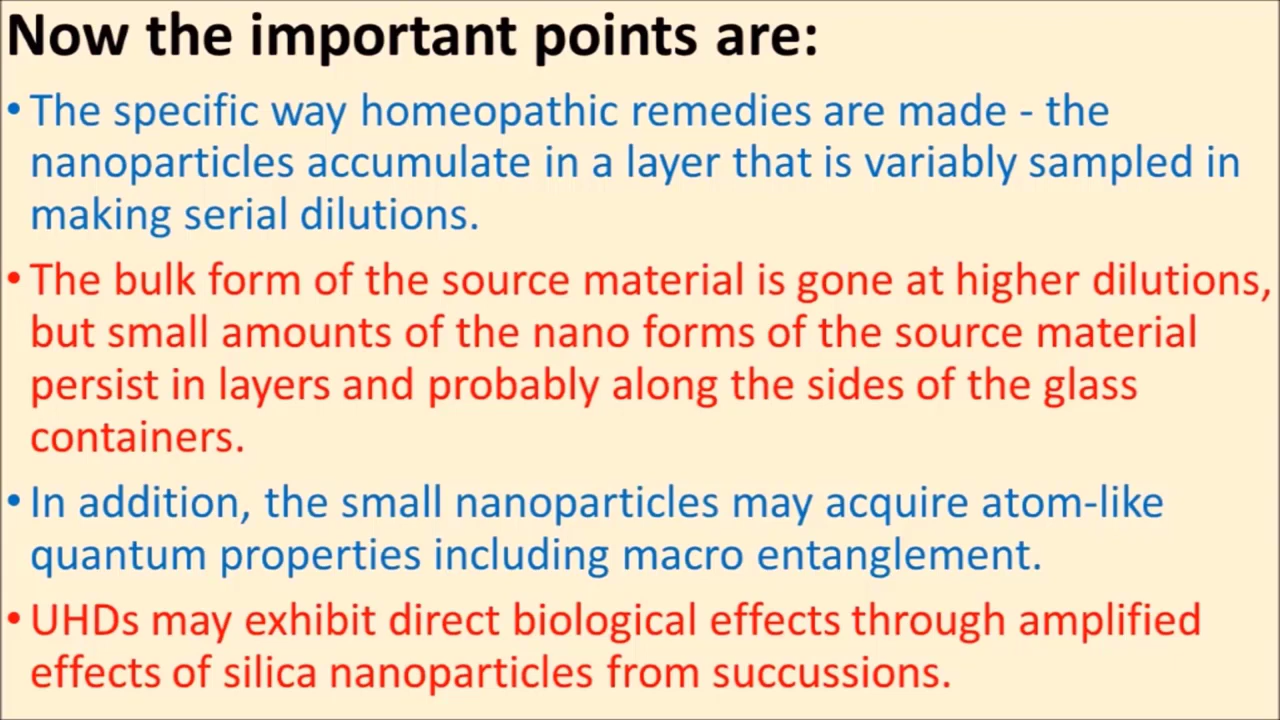 Now the important points are:
• The specific way homeopathic remedies are made - the
nanoparticles accumulate in a layer that is variably sampled in
making serial dilutions.
• The bulk form of the source material is gone at higher dilutions,
but small amounts of the nano forms of the source material
persist in layers and probably along the sides of the glass
containers.
• In addition, the small nanoparticles may acquire atom-like
quantum properties including macro entanglement.
• UHDs may exhibit direct biological effects through amplified
effects of silica nanoparticles from succussions.